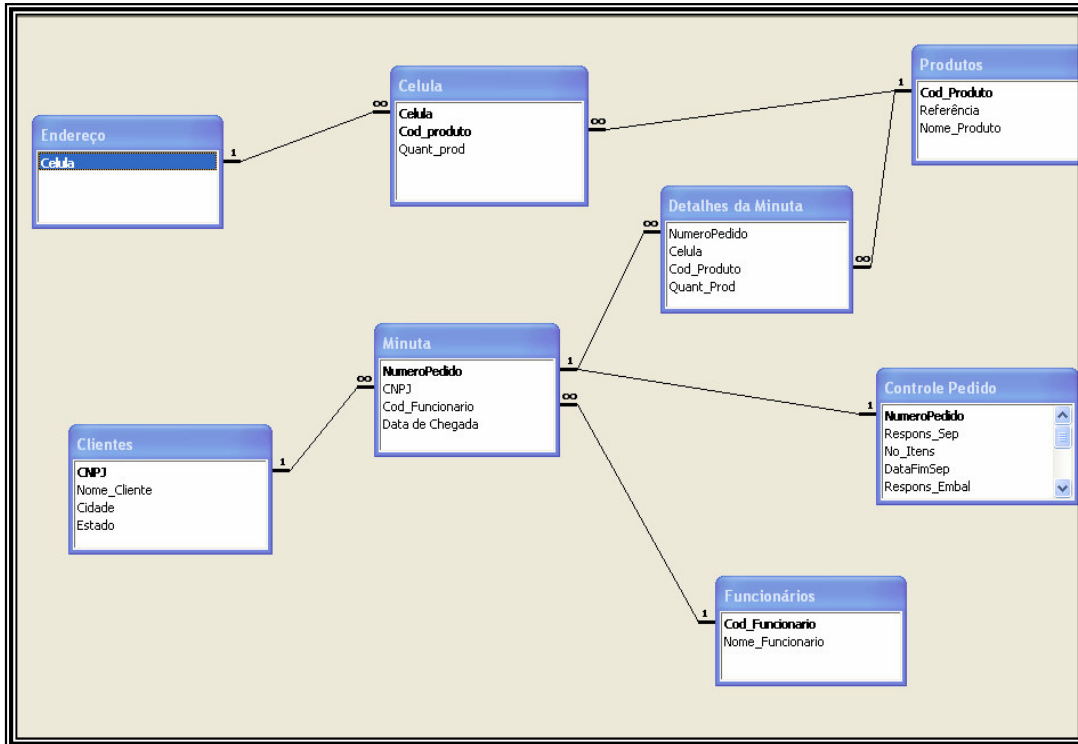 Endereço
Celula
Celula
Celula
Cod_produto
Quant_prod
Produtos
Cod_Produto
Referência
Nome_Produto
Detalhes da Minuta
NumeroPedido
Celula
Cod_Produto
Quant_Prod
Minuta
NumeroPedido
CNPJ
Cod_Funcionario
Data de Chegada
Controle Pedido
NumeroPedido
Respons_Sep
No_Itens
DataFimSep
Respons_Embal
Clientes
CNPJ
Nome_Cliente
Cidade
Estado
Funcionários
Cod_Funcionario
Nome_Funcionario
1
∞
∞
1
∞
∞
1
∞
1
∞
1
1